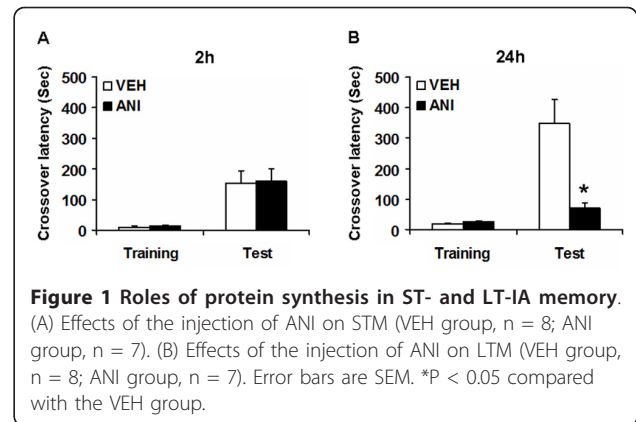 A
2h
Crossover latency (Sec)
500
400
300
200
100
0
VEH
ANI
Training Test
B
24h
Crossover latency (Sec)
500
400
300
200
100
0
VEH
ANI
*
Training Test
Figure 1 Roles of protein synthesis in ST- and LT-IA memory.
(A) Effects of the injection of ANI on STM (VEH group, n = 8; ANI
group, n = 7). (B) Effects of the injection of ANI on LTM (VEH group,
n = 8; ANI group, n = 7). Error bars are SEM. *P < 0.05 compared
with the VEH group.